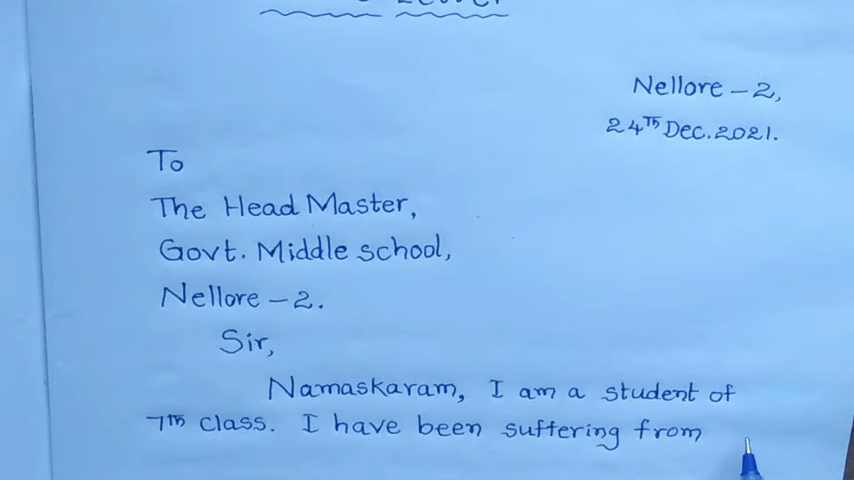 Nellore - 2,
24TH Dec. 2021.
To
The Head Master,
Govt. Middle school,
Nellore - 2.
Sir,
Namaskaram, I am a student of
7th class. I have been suffering from